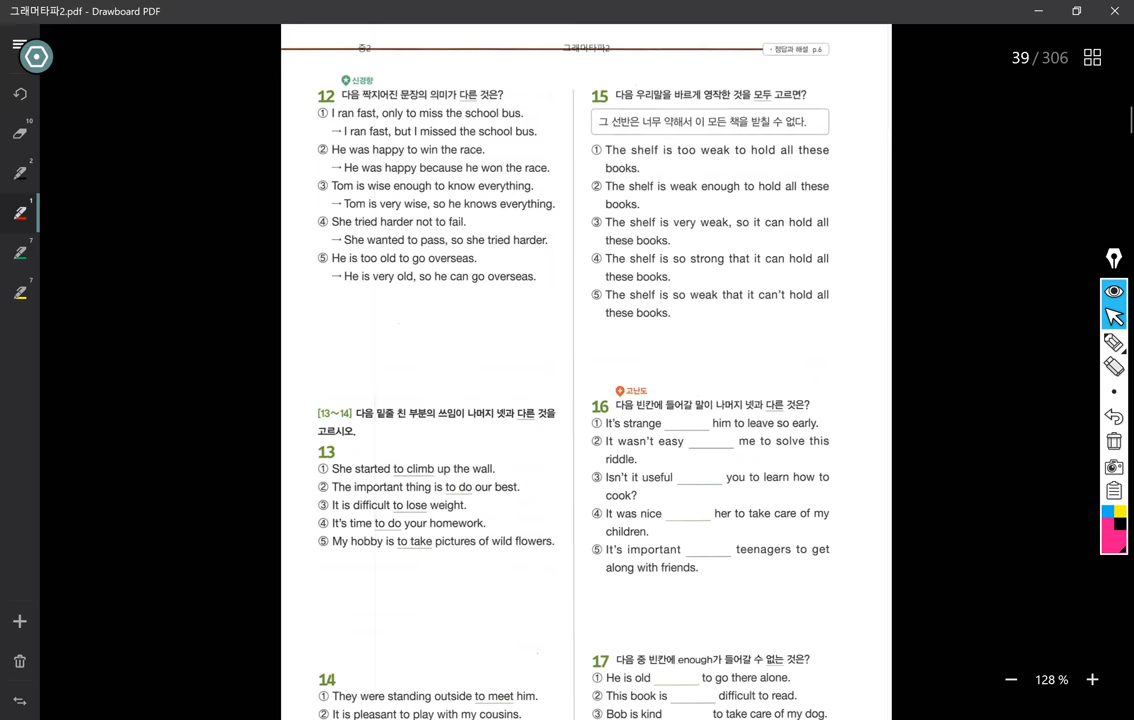 그래머타파2.pdf - Drawboard PDF
39 / 306
10
2
1
7
7
128 %
중2
그래머타파2
정답과 해설 p.6
신경향
12 다음 짝지어진 문장의 의미가 다른 것은?
① I ran fast, only to miss the school bus.
→ I ran fast, but I missed the school bus.
② He was happy to win the race.
→ He was happy because he won the race.
③ Tom is wise enough to know everything.
→ Tom is very wise, so he knows everything.
④ She tried harder not to fail.
→ She wanted to pass, so she tried harder.
⑤ He is too old to go overseas.
→ He is very old, so he can go overseas.
[13~14] 다음 밑줄 친 부분의 쓰임이 나머지 넷과 다른 것을
고르시오.
13
① She started to climb up the wall.
② The important thing is to do our best.
③ It is difficult to lose weight.
④ It's time to do your homework.
⑤ My hobby is to take pictures of wild flowers.
14
① They were standing outside to meet him.
② It is pleasant to play with my cousins.
15 다음 우리말을 바르게 영작한 것을 모두 고르면?
그 선반은 너무 약해서 이 모든 책을 받칠 수 없다.
① The shelf is too weak to hold all these
books.
② The shelf is weak enough to hold all these
books.
③ The shelf is very weak, so it can hold all
these books.
④ The shelf is so strong that it can hold all
these books.
⑤ The shelf is so weak that it can't hold all
these books.
고난도
16 다음 빈칸에 들어갈 말이 나머지 넷과 다른 것은?
① It's strange ______ him to leave so early.
② It wasn't easy ______ me to solve this
riddle.
③ Isn't it useful ______ you to learn how to
cook?
④ It was nice ______ her to take care of my
children.
⑤ It's important ______ teenagers to get
along with friends.
17 다음 중 빈칸에 enough가 들어갈 수 없는 것은?
① He is old ______ to go there alone.
② This book is ______ difficult to read.
③ Bob is kind ______ to take care of my dog.